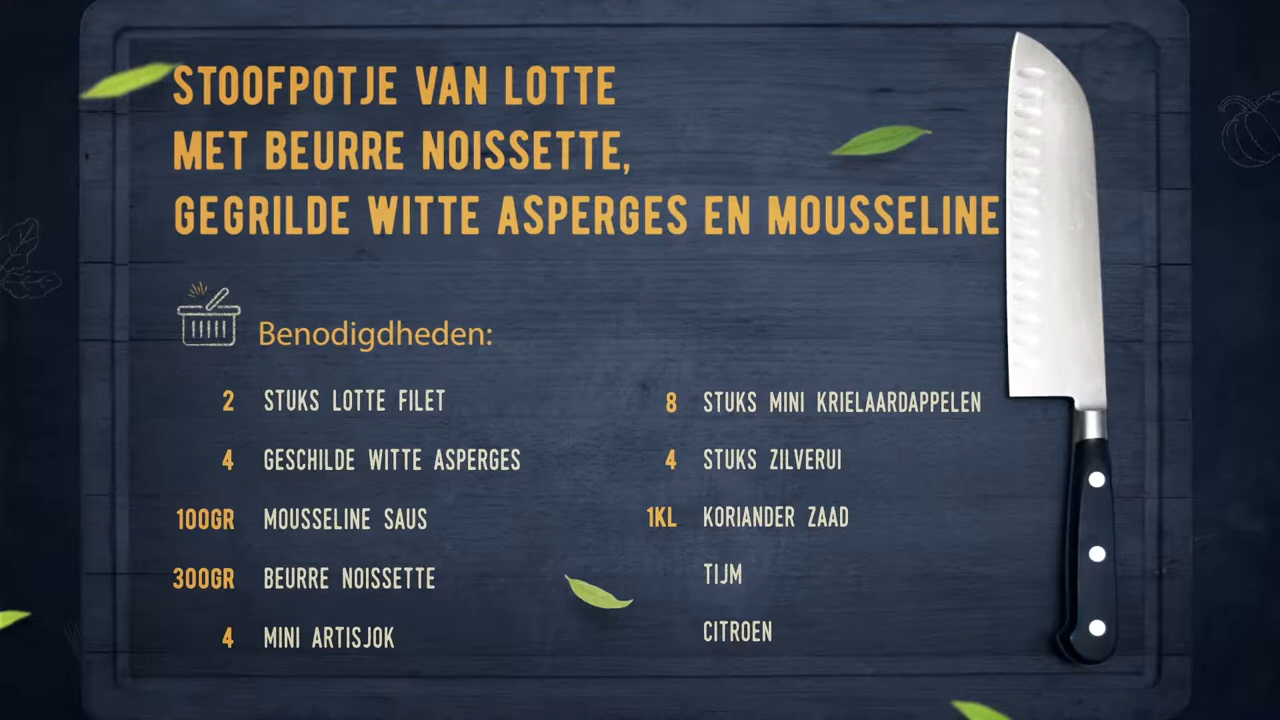 STOOFPOTJE VAN LOTTE
MET BEURRE NOISSETTE,
GEGRILDE WITTE ASPERGES EN MOUSSELINE
Benodigdheden:
2 STUKS LOTTE FILET
4 GESCHILDE WITTE ASPERGES
100GR MOUSSELINE SAUS
300GR BEURRE NOISSETTE
4 MINI ARTISJOK
8 STUKS MINI KRIELAARDAPPELEN
4 STUKS ZILVERUI
1KL KORIANDER ZAAD
TIJM
CITROEN